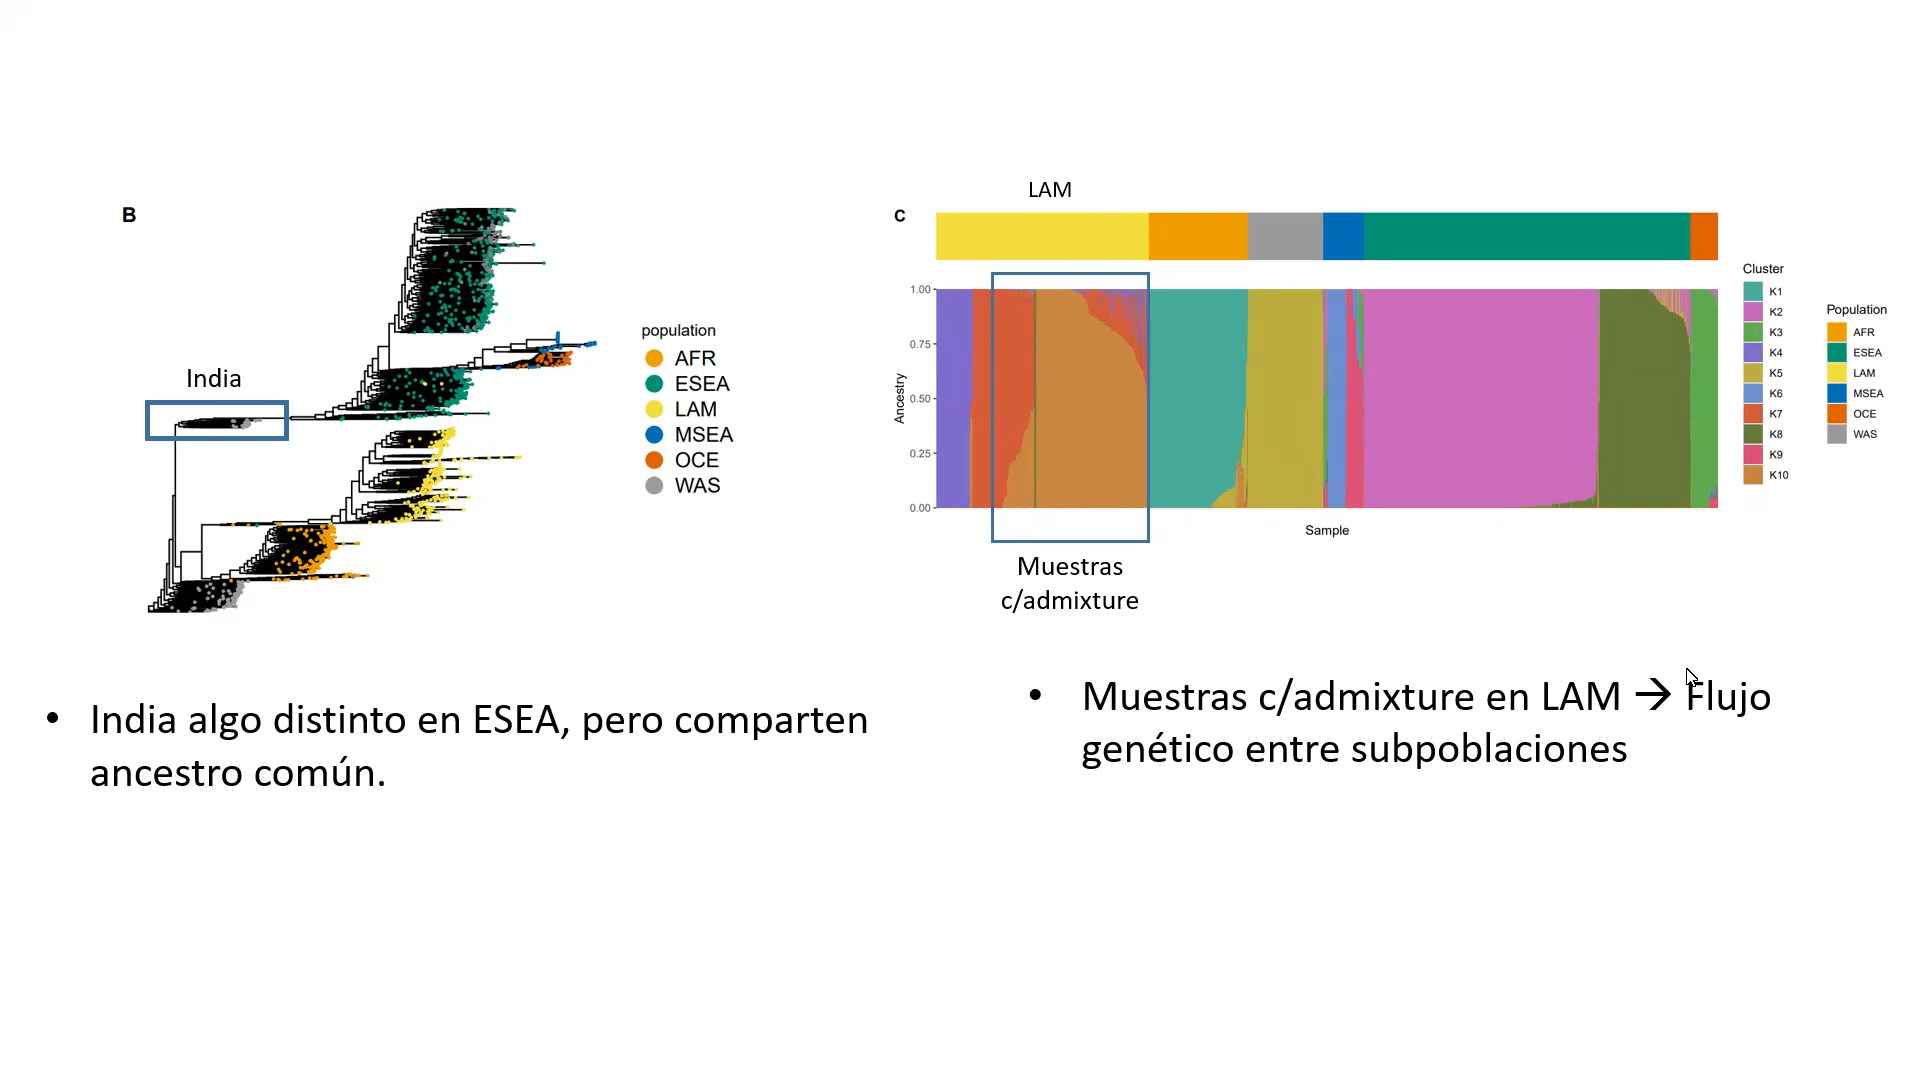 B
India
population
AFR
ESEA
LAM
MSEA
OCE
WAS
LAM
C
1.00
0.75
0.50
0.25
0.00
Ancestry
Sample
Muestras
c/admixture
Cluster
K1
K2
K3
K4
K5
K6
K7
K8
K9
K10
Population
AFR
ESEA
LAM
MSEA
OCE
WAS
• India algo distinto en ESEA, pero comparten
ancestro común.
• Muestras c/admixture en LAM → Flujo
genético entre subpoblaciones